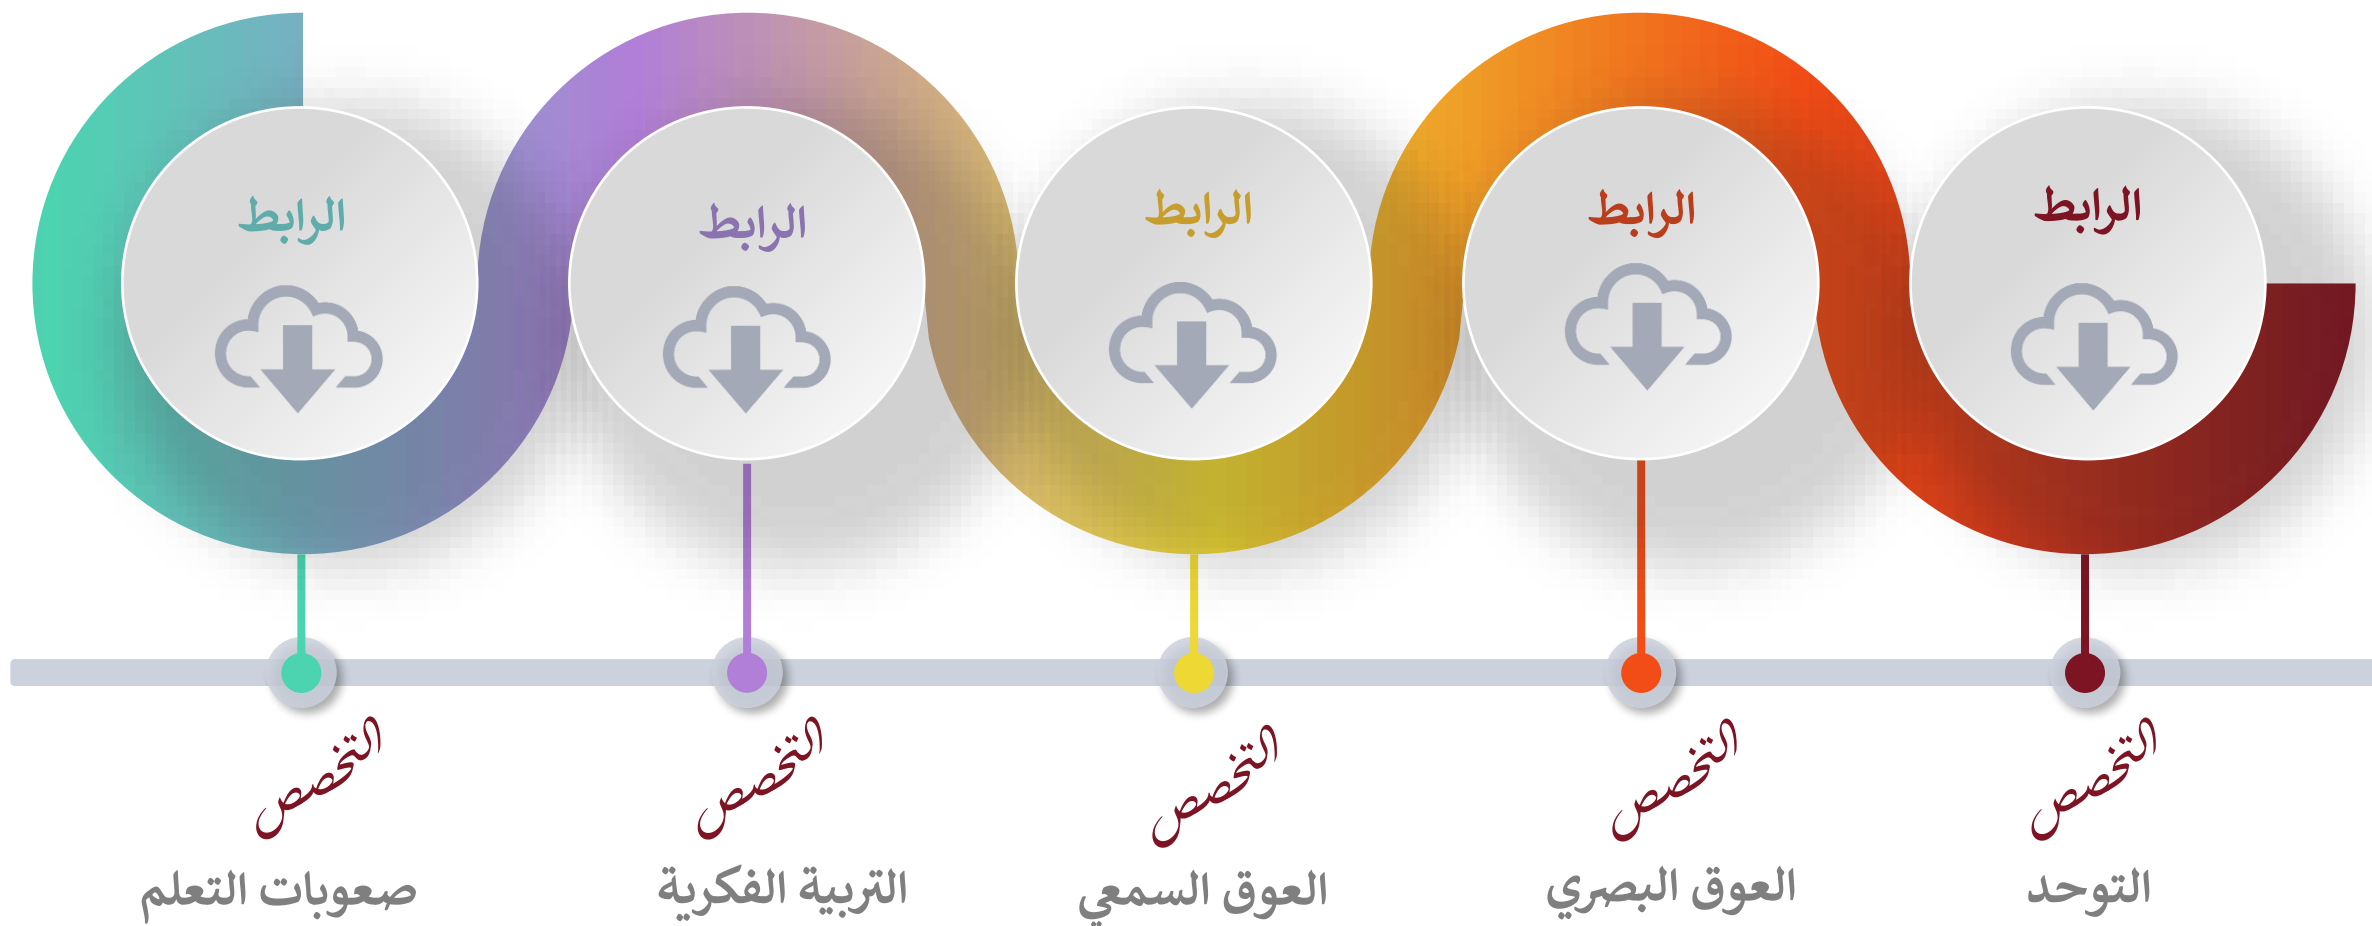 الرابط
الرابط
الرابط
الرابط
الرابط
التخصص
التخصص
التخصص
التخصص
التخصص
التوحد
العوق البصري
العوق السمعي
التربية الفكرية
صعوبات التعلم